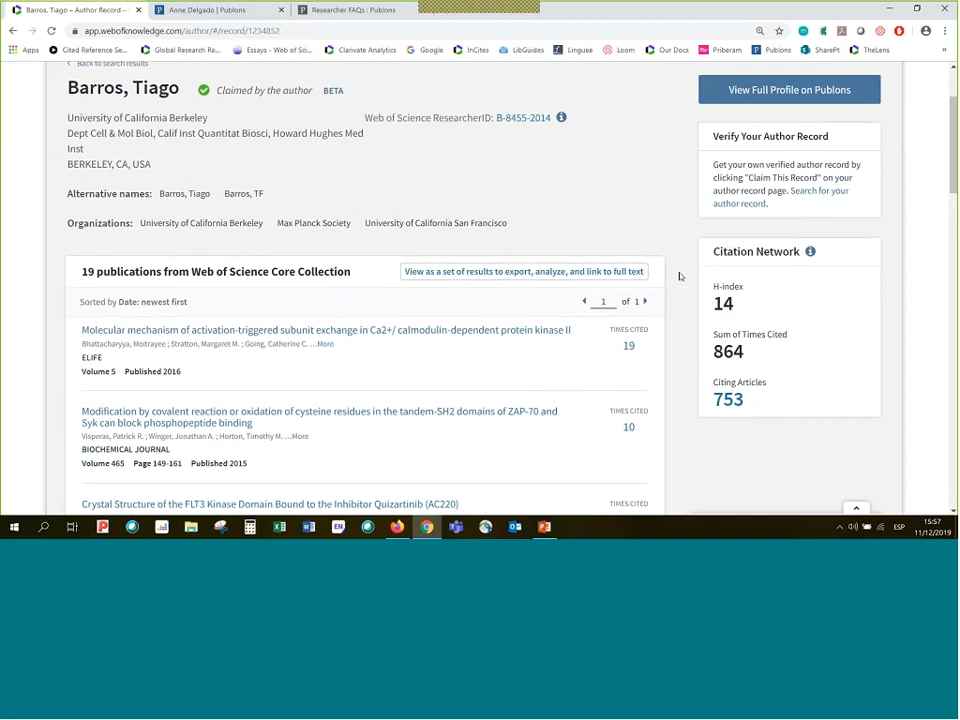 Barros, Tiago – Author Record –
Anne Delgado | Publons
Researcher FAQs : Publons
app.webofknowledge.com/author/#/record/1234852
Apps
Cited Reference Se...
Global Research Re...
Essays - Web of Sci...
Clarivate Analytics
Google
InCites
LibGuides
Linguee
Loom
Our Docs
Priberam
Publons
SharePt
TheLens
Back to search results
Barros, Tiago
Claimed by the author
BETA
View Full Profile on Publons
University of California Berkeley
Web of Science ResearcherID: B-8455-2014
Dept Cell & Mol Biol, Calif Inst Quantitat Biosci, Howard Hughes Med
Inst
BERKELEY, CA, USA
Verify Your Author Record
Get your own verified author record by
clicking "Claim This Record" on your
author record page. Search for your
author record.
Alternative names: Barros, Tiago Barros, TF
Organizations: University of California Berkeley Max Planck Society University of California San Francisco
19 publications from Web of Science Core Collection
View as a set of results to export, analyze, and link to full text
Sorted by Date: newest first
1 of 1
Molecular mechanism of activation-triggered subunit exchange in Ca2+/ calmodulin-dependent protein kinase II
Bhattacharyya, Moitrayee ; Stratton, Margaret M. ; Going, Catherine C. ...More
ELIFE
Volume 5 Published 2016
TIMES CITED
19
Modification by covalent reaction or oxidation of cysteine residues in the tandem-SH2 domains of ZAP-70 and
Syk can block phosphopeptide binding
Visperas, Patrick R. ; Winger, Jonathan A. ; Horton, Timothy M. ...More
BIOCHEMICAL JOURNAL
Volume 465 Page 149-161 Published 2015
TIMES CITED
10
Crystal Structure of the FLT3 Kinase Domain Bound to the Inhibitor Quizartinib (AC220)
TIMES CITED
Citation Network
H-index
14
Sum of Times Cited
864
Citing Articles
753
EN
ESP
15:57
11/12/2019